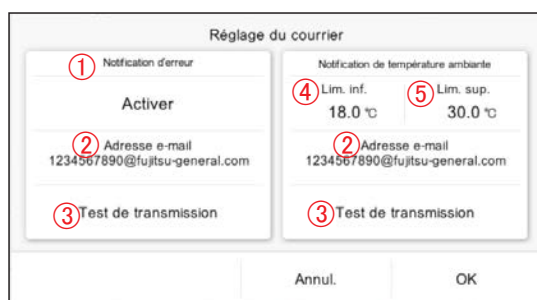 Réglage du courrier
① Notification d'erreur
Activer
② Adresse e-mail
1234567890@fujitsu-general.com
③ Test de transmission
Notification de température ambiante
④ Lim. inf.
18.0 °C
⑤ Lim. sup.
30.0 °C
② Adresse e-mail
1234567890@fujitsu-general.com
③ Test de transmission
Annul.
OK